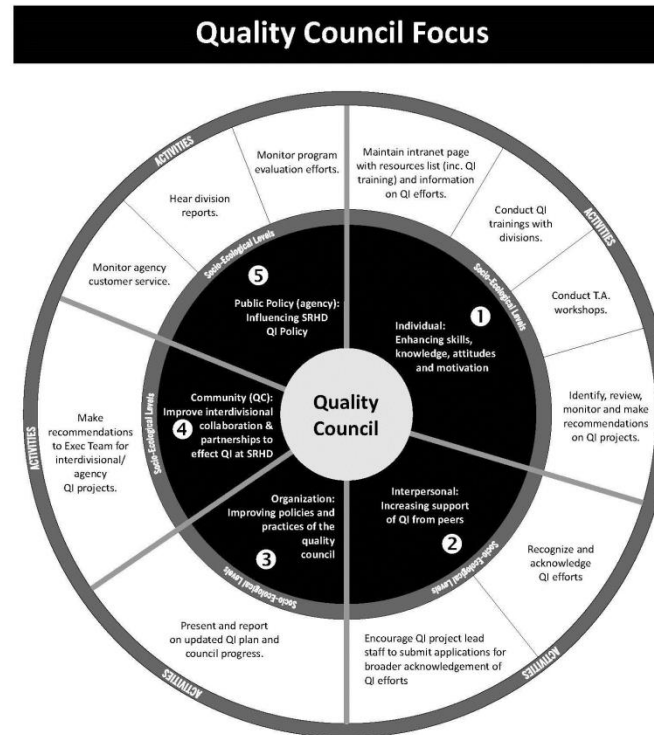 Quality Council Focus
ACTIVITIES
Monitor program
evaluation efforts.
Hear division
reports.
Monitor agency
customer service.
Socio-Ecological Levels
❺
Public Policy (agency):
Influencing SRHD
QI Policy
Maintain intranet page
with resources list (inc. QI
training) and information
on QI efforts.
Conduct QI
trainings with
divisions.
ACTIVITIES
Conduct T.A.
workshops.
Identify, review,
monitor and make
recommendations
on QI projects.
Socio-Ecological Levels
❶
Individual:
Enhancing skills,
knowledge, attitudes
and motivation
Quality
Council
ACTIVITIES
Make
recommendations
to Exec Team for
interdivisional/
agency
QI projects.
Socio-Ecological Levels
❹
Community (QC):
Improve interdivisional
collaboration &
partnerships to
effect QI at SRHD
Organization:
Improving policies and
practices of the
quality
council
❸
Socio-Ecological Levels
Present and report
on updated QI plan and
council progress.
ACTIVITIES
Interpersonal:
Increasing support
of QI from peers
❷
Socio-Ecological Levels
Recognize and
acknowledge
QI efforts
Encourage QI project lead
staff to submit applications for
broader acknowledgement of
QI efforts
ACTIVITIES